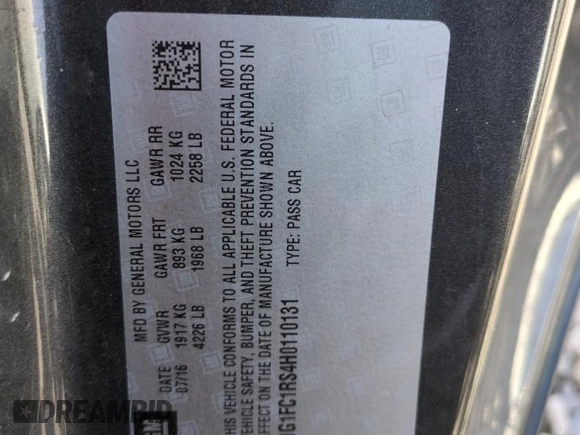 MFD BY GENERAL MOTORS LLC
DATE GVWR GAWR FRT GAWR RR
07/16 1917 KG 893 KG 1024 KG
4226 LB 1968 LB 2258 LB
THIS VEHICLE CONFORMS TO ALL APPLICABLE U.S. FEDERAL MOTOR
VEHICLE SAFETY, BUMPER, AND THEFT PREVENTION STANDARDS IN
EFFECT ON THE DATE OF MANUFACTURE SHOWN ABOVE.
G1FC1RS4H0110131 TYPE: PASS CAR
GM
DREAMBID